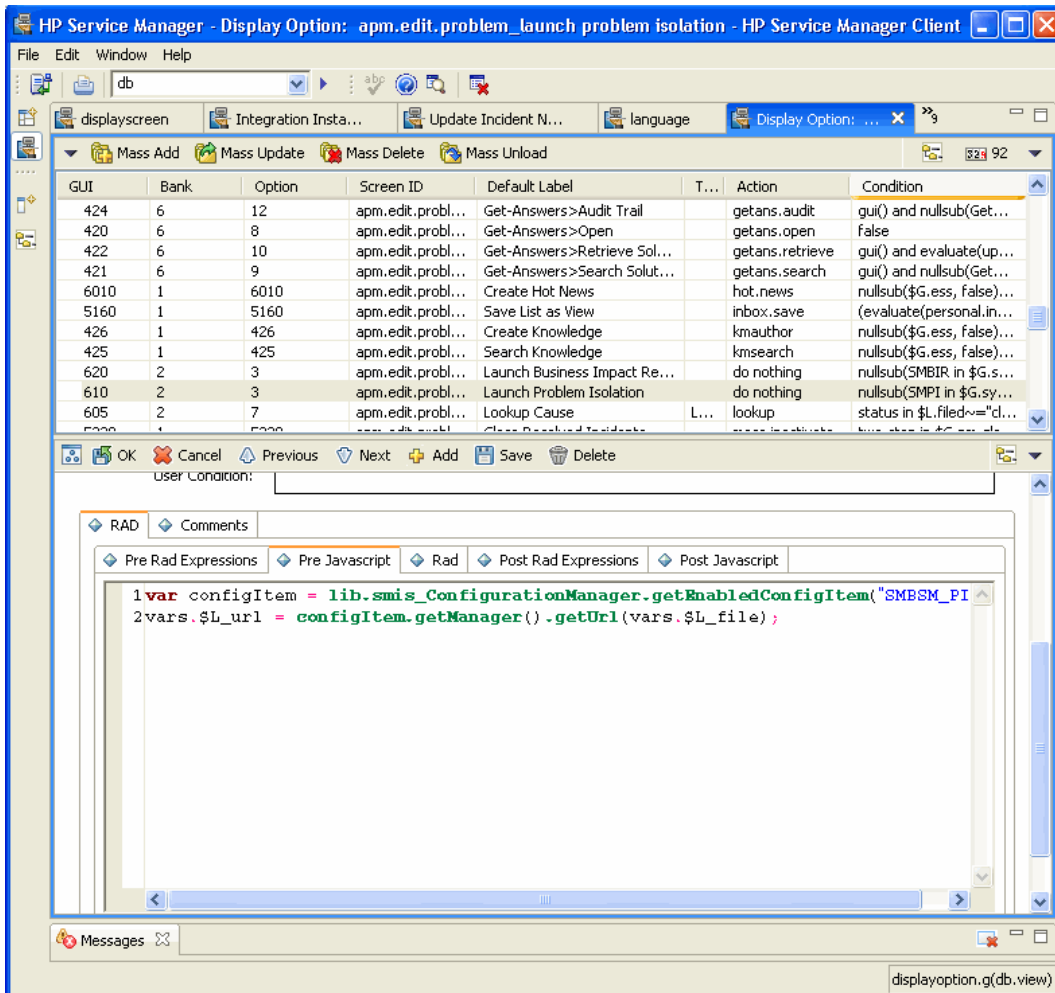 HP Service Manager - Display Option: apm.edit.problem_launch problem isolation - HP Service Manager Client
File Edit Window Help
db abc
displayscreen Integration Insta... Update Incident N... language Display Option: ... »9
Mass Add Mass Update Mass Delete Mass Unload 92
GUI Bank Option Screen ID Default Label T... Action Condition
424 6 12 apm.edit.probl... Get-Answers>Audit Trail getans.audit gui() and nullsub(Get...
420 6 8 apm.edit.probl... Get-Answers>Open getans.open false
422 6 10 apm.edit.probl... Get-Answers>Retrieve Sol... getans.retrieve gui() and evaluate(up...
421 6 9 apm.edit.probl... Get-Answers>Search Solut... getans.search gui() and nullsub(Get...
6010 1 6010 apm.edit.probl... Create Hot News hot.news nullsub($G.ess, false)...
5160 1 5160 apm.edit.probl... Save List as View inbox.save (evaluate(personal.in...
426 1 426 apm.edit.probl... Create Knowledge kmauthor nullsub($G.ess, false)...
425 1 425 apm.edit.probl... Search Knowledge kmsearch nullsub($G.ess, false)...
620 2 3 apm.edit.probl... Launch Business Impact Re... do nothing nullsub(SMBIR in $G.s...
610 2 3 apm.edit.probl... Launch Problem Isolation do nothing nullsub(SMPI in $G.sy...
605 2 7 apm.edit.probl... Lookup Cause L... lookup status in $L.filed~="cl...
OK Cancel Previous Next Add Save Delete
User Condition:
RAD Comments
Pre Rad Expressions Pre Javascript Rad Post Rad Expressions Post Javascript
1var configItem = lib.smis_ConfigurationManager.getEnabledConfigItem("SMBSM_PI
2vars.$L_url = configItem.getManager().getUrl(vars.$L_file);
Messages
displayoption.g(db.view)